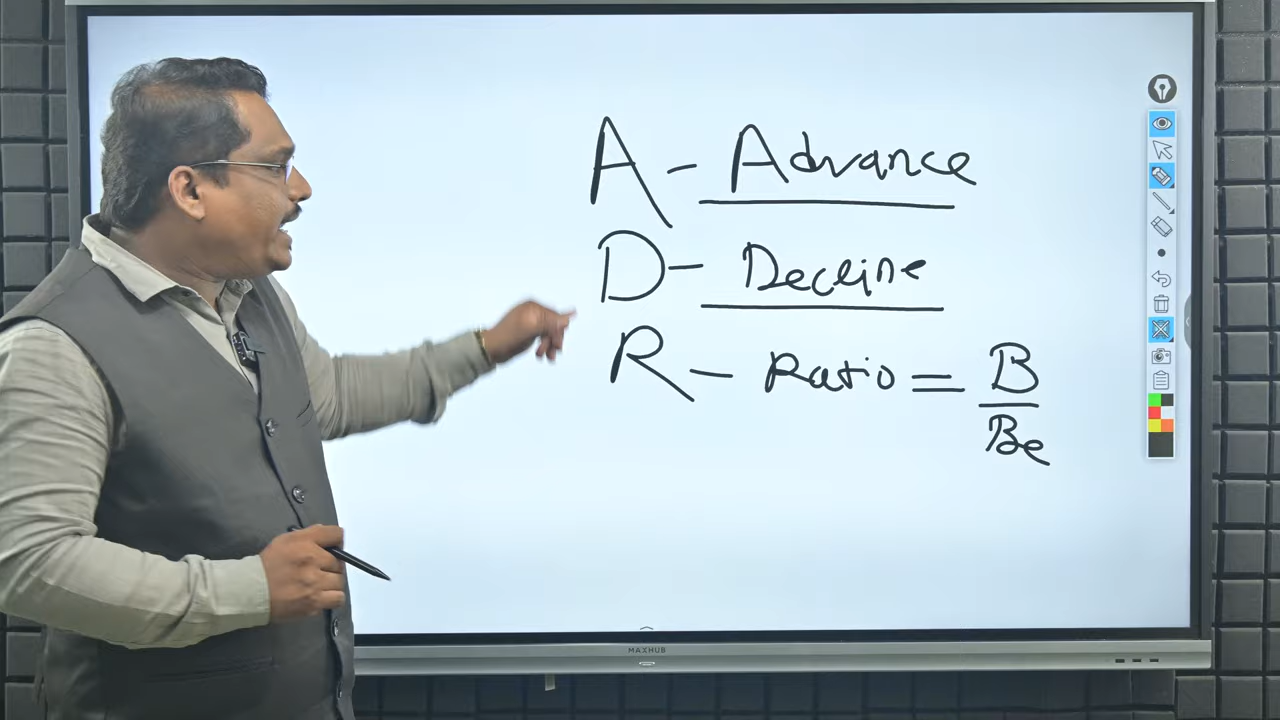 A - Advance
D - Decline
R - Ratio = B
Be
MAXHUB